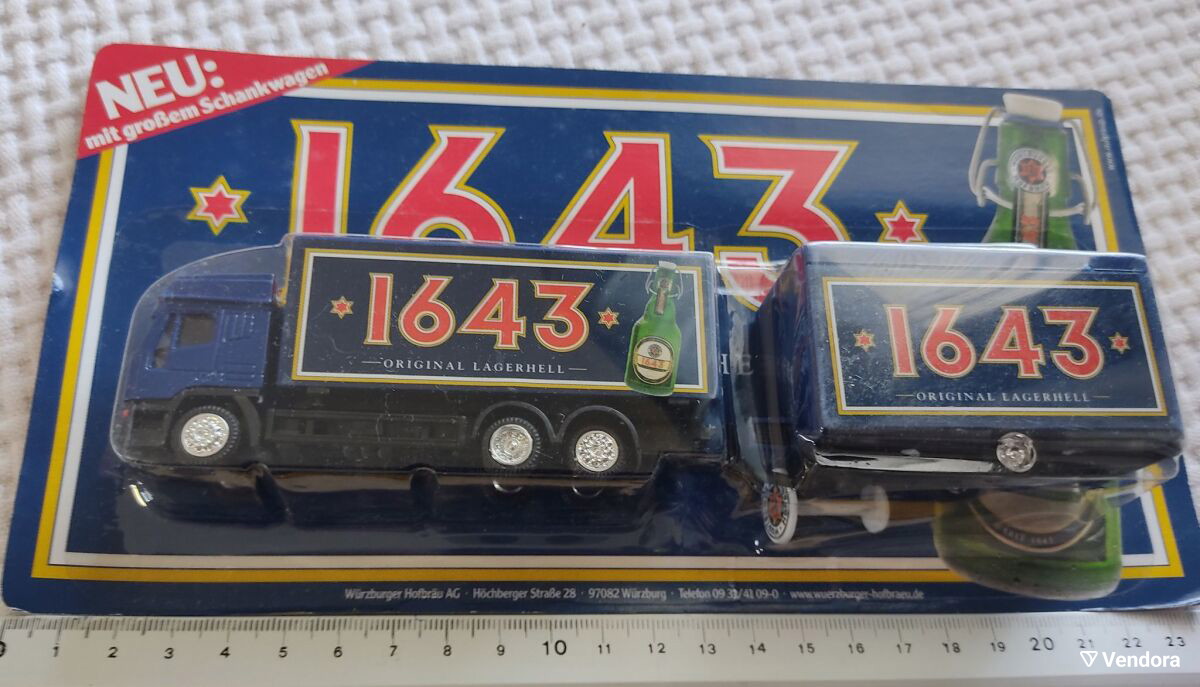 NEU:
mit großem Schankwagen
1643
1643
ORIGINAL LAGERHELL
1643
1643
ORIGINAL LAGERHELL
HE
Würzburger Hofbräu AG · Höchberger Straße 28 · 97082 Würzburg · Telefon 09 31/41 09-0 · www.wuerzburger-hofbraeu.de
0 1 2 3 4 5 6 7 8 9 10 11 12 13 14 15 16 17 18 19 20 21 22 23
Vendora